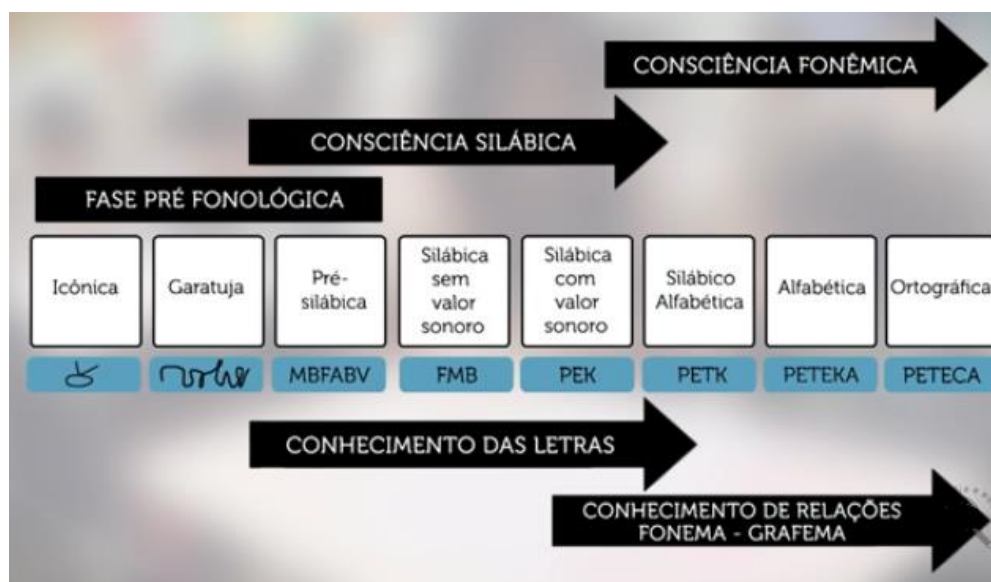 CONSCIÊNCIA FONÊMICA
CONSCIÊNCIA SILÁBICA
FASE PRÉ FONOLÓGICA
Icônica
Garatuja
Pré-
silábica
Silábica
sem
valor
sonoro
Silábica
com
valor
sonoro
Silábico
Alfabética
Alfabética
Ortográfica
MBFABV
FMB
PEK
PETK
PETEKA
PETECA
CONHECIMENTO DAS LETRAS
CONHECIMENTO DE RELAÇÕES
FONEMA - GRAFEMA